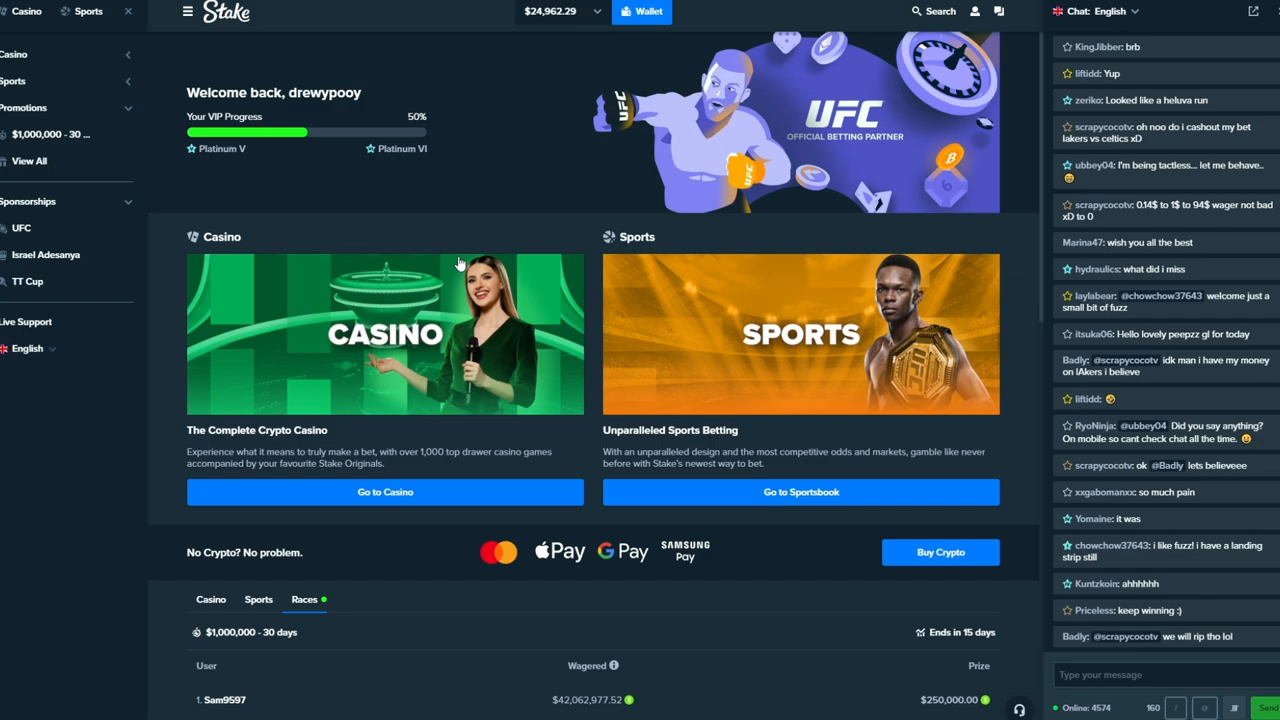 Casino
Sports
Stake
$24,962.29
Wallet
Search
Chat: English
Casino
Sports
Promotions
$1,000,000 - 30 ...
View All
Sponsorships
UFC
Israel Adesanya
TT Cup
Live Support
English
Welcome back, drewypooy
Your VIP Progress
50%
Platinum V
Platinum VI
UFC
UFC
OFFICIAL BETTING PARTNER
Casino
CASINO
The Complete Crypto Casino
Experience what it means to truly make a bet, with over 1,000 top drawer casino games
accompanied by your favourite Stake Originals.
Go to Casino
Sports
SPORTS
Unparalleled Sports Betting
With an unparalleled design and the most competitive odds and markets, gamble like never
before with Stake's newest way to bet.
Go to Sportsbook
No Crypto? No problem.
Pay
G Pay
SAMSUNG
Pay
Buy Crypto
Casino
Sports
Races
$1,000,000 - 30 days
Ends in 15 days
User
Wagered
Prize
1. Sam9597
$42,062,977.52
$250,000.00
KingJibber: brb
liftidd: Yup
zeriko: Looked like a heluva run
scrapycocotv: oh noo do i cashout my bet
lakers vs celtics xD
ubbey04: I'm being tactless... let me behave..
scrapycocotv: 0.14$ to 1$ to 94$ wager not bad
xD to 0
Marina47: wish you all the best
hydraulics: what did i miss
laylabear: @chowchow37643 welcome just a
small bit of fuzz
itsuka06: Hello lovely peepzz gl for today
Badly: @scrapycocotv idk man i have my money
on lAkers i believe
liftidd:
RyoNinja: @ubbey04 Did you say anything?
On mobile so cant check chat all the time.
scrapycocotv: ok @Badly lets believeee
xxgabomanxx: so much pain
Yomaine: it was
chowchow37643: i like fuzz! i have a landing
strip still
Kuntzkoin: ahhhhhh
Priceless: keep winning :)
Badly: @scrapycocotv we will rip tho lol
Type your message
Online: 4574
160
/
@
Send